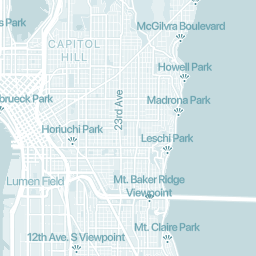 McGilvra Boulevard
s Park
CAPITOL
HILL
Howell Park
brueck Park
23rd Ave
Madrona Park
Horiuchi Park
Leschi Park
Lumen Field
Mt. Baker Ridge
Viewpoint
Mt. Claire Park
12th Ave. S Viewpoint